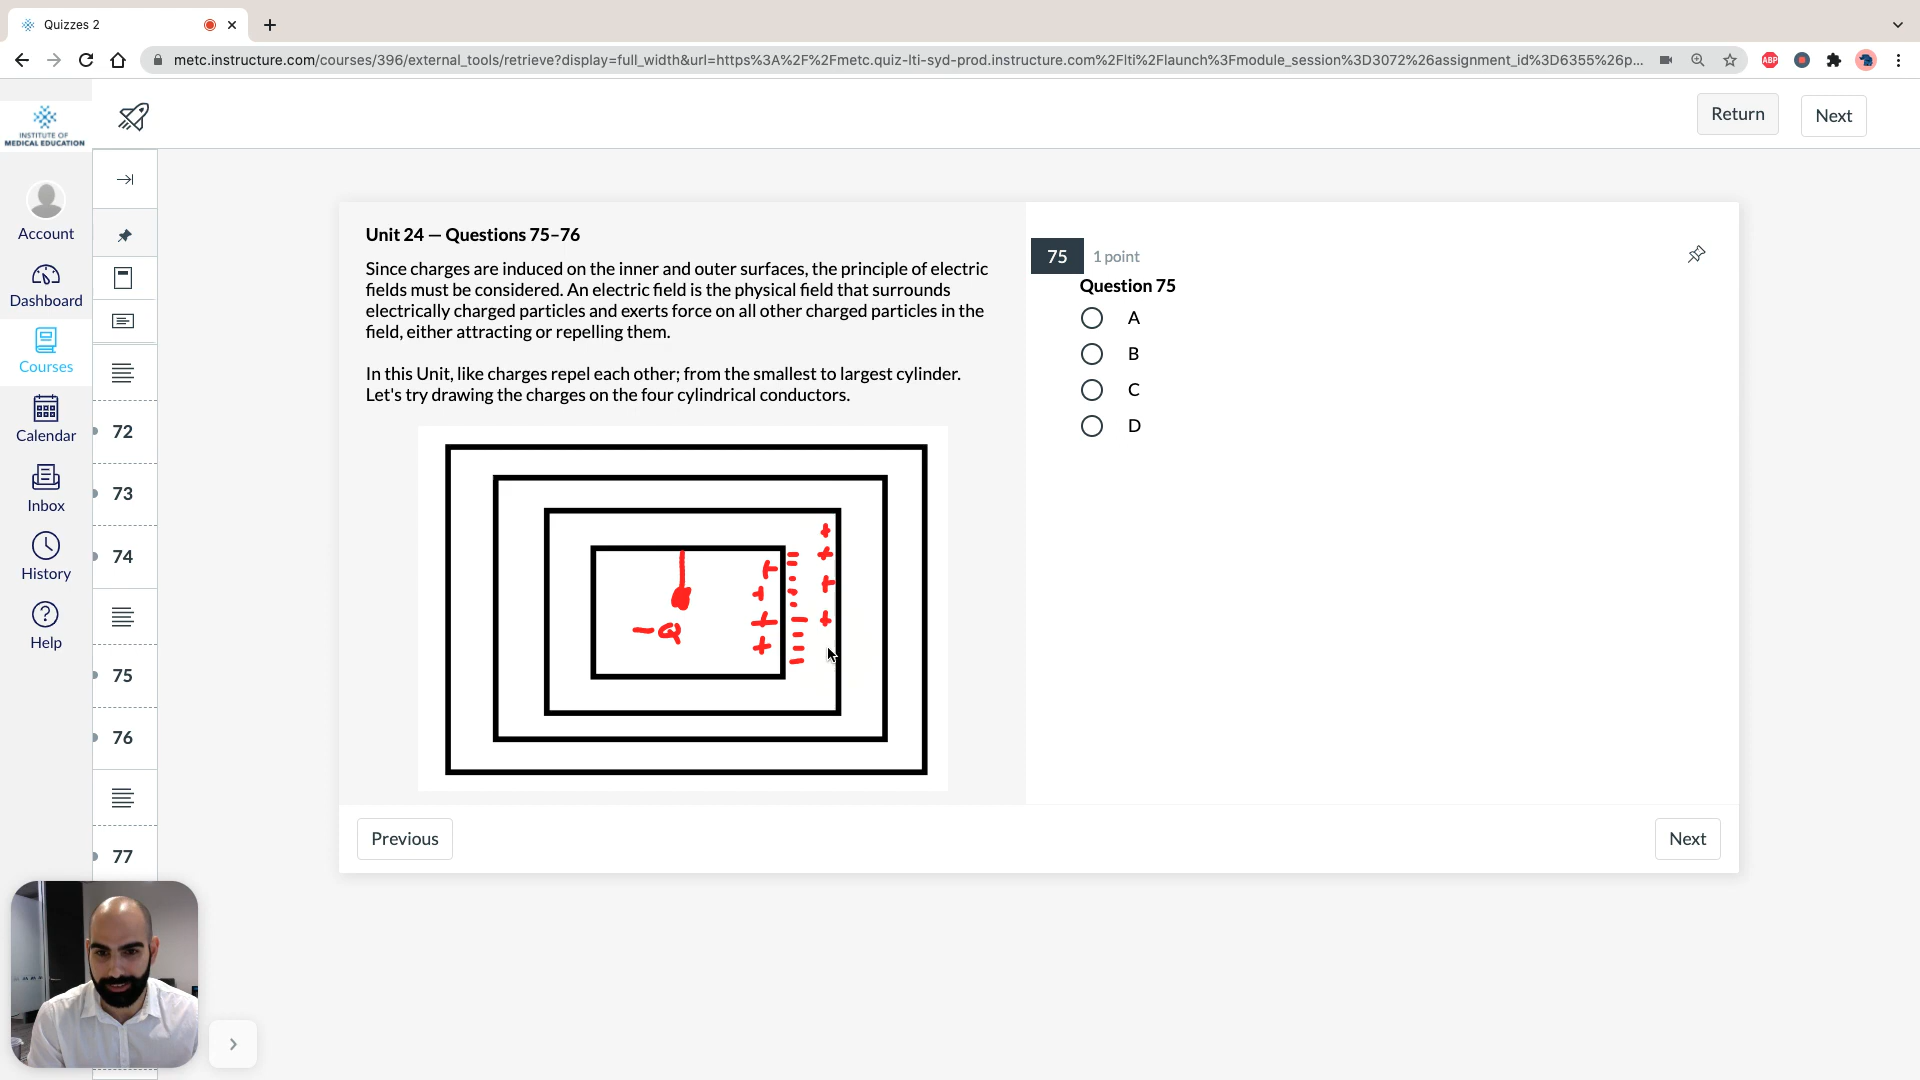 Quizzes 2
metc.instructure.com/courses/396/external_tools/retrieve?display=full_width&url=https%3A%2F%2Fmetc.quiz-lti-syd-prod.instructure.com%2Flti%2Flaunch%3Fmodule_session%3D3072%26assignment_id%3D6355%26p...
ABP
INSTITUTE OF
MEDICAL EDUCATION
Return
Next
Account
Dashboard
Courses
Calendar
Inbox
History
Help
72
73
74
75
76
77
Unit 24 — Questions 75–76
Since charges are induced on the inner and outer surfaces, the principle of electric
fields must be considered. An electric field is the physical field that surrounds
electrically charged particles and exerts force on all other charged particles in the
field, either attracting or repelling them.
In this Unit, like charges repel each other; from the smallest to largest cylinder.
Let's try drawing the charges on the four cylindrical conductors.
-Q
75
1 point
Question 75
A
B
C
D
Previous
Next